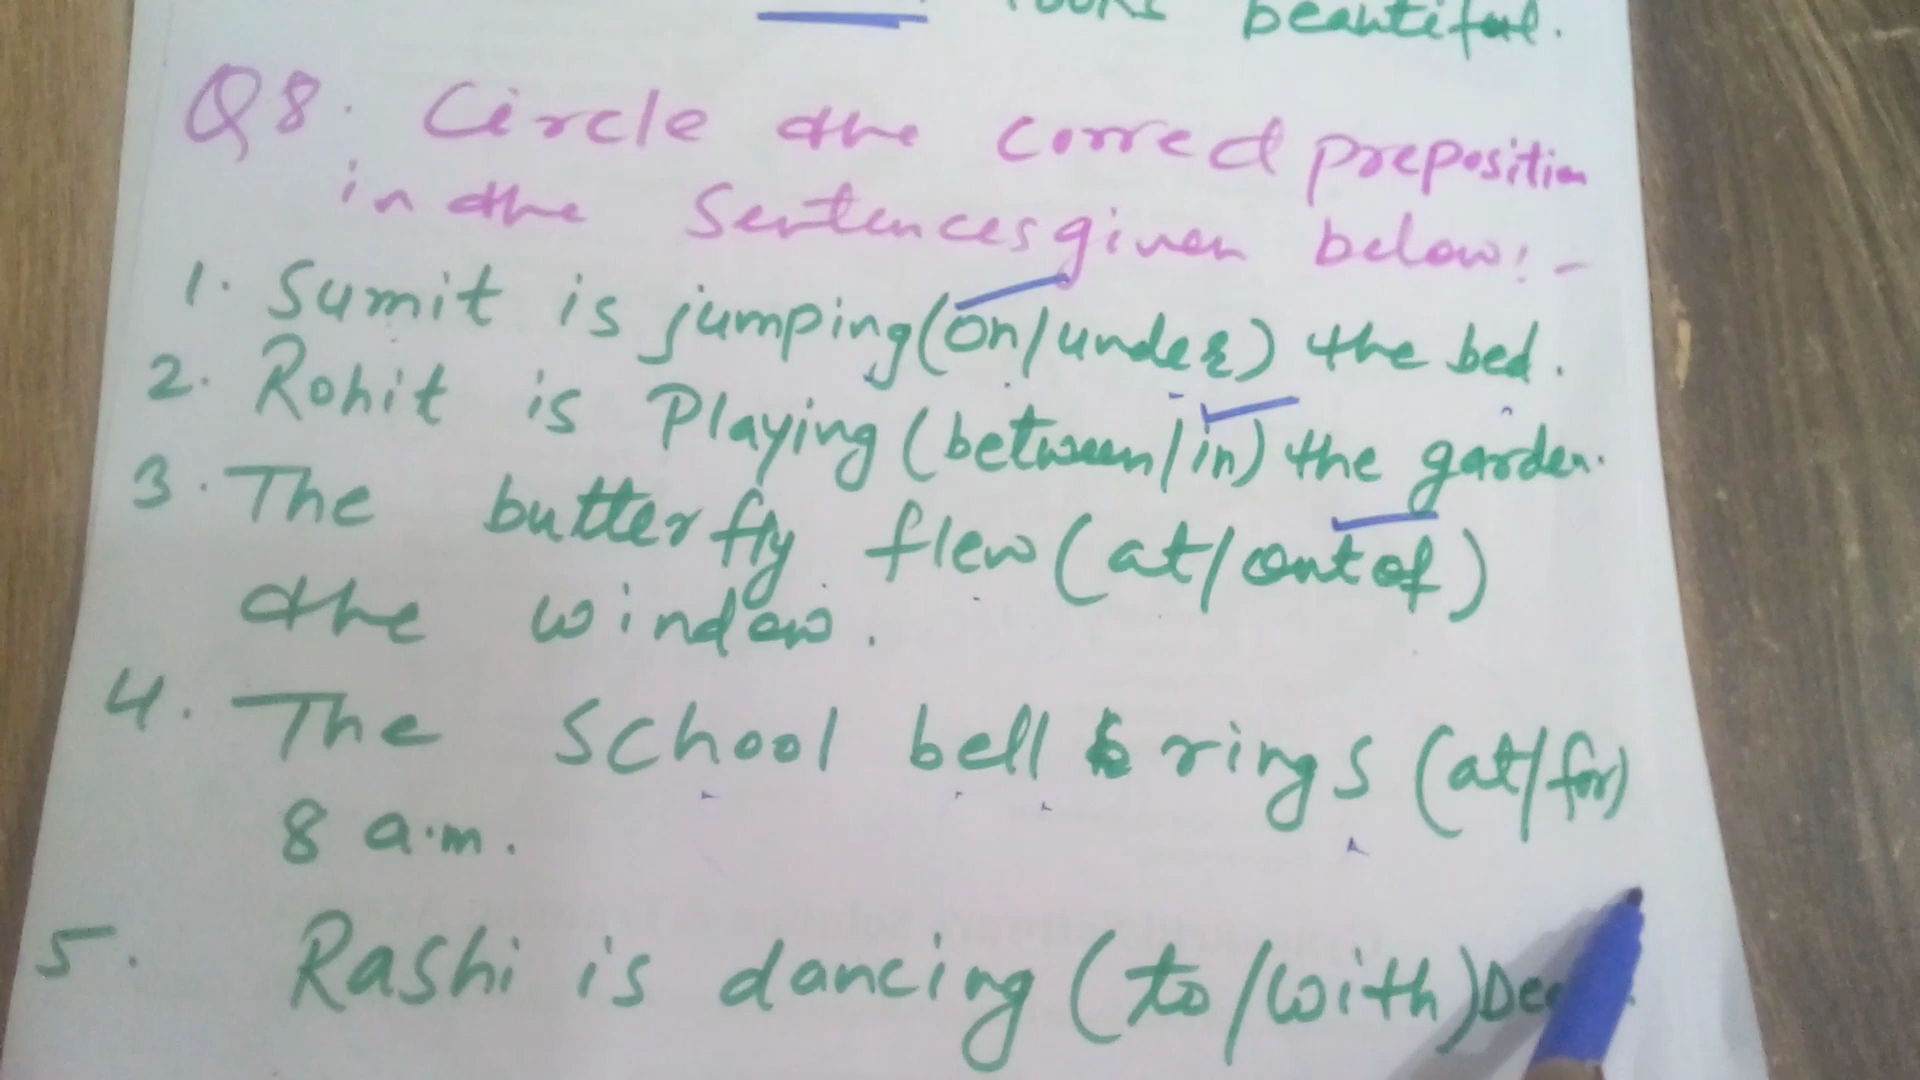 looks beautiful.
Q8. Circle the correct preposition
in the sentences given below:-
1. Sumit is jumping (on/under) the bed.
2. Rohit is Playing (between/in) the garden.
3. The butterfly flew (at/out of)
the window.
4. The School bell rings (at/for)
8 a.m.
5. Rashi is dancing (to/with)